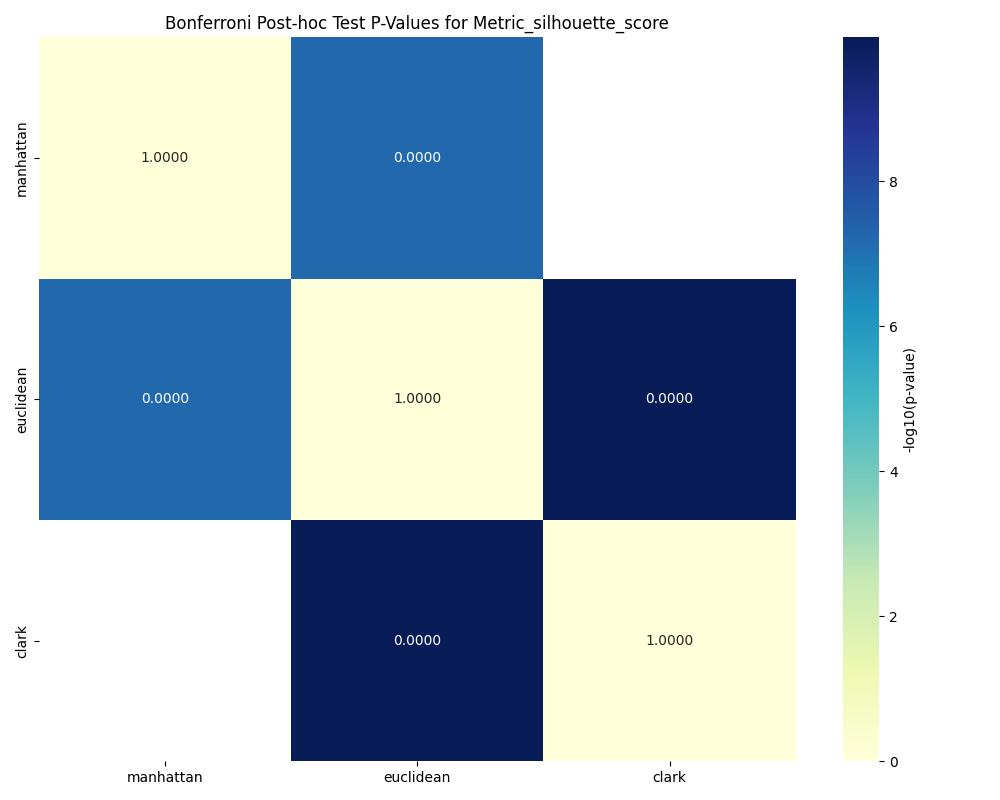 Bonferroni Post-hoc Test P-Values for Metric_silhouette_score
manhattan
1.0000
0.0000
euclidean
0.0000
1.0000
0.0000
clark
0.0000
1.0000
manhattan
euclidean
clark
8
6
4
2
0
-log10(p-value)